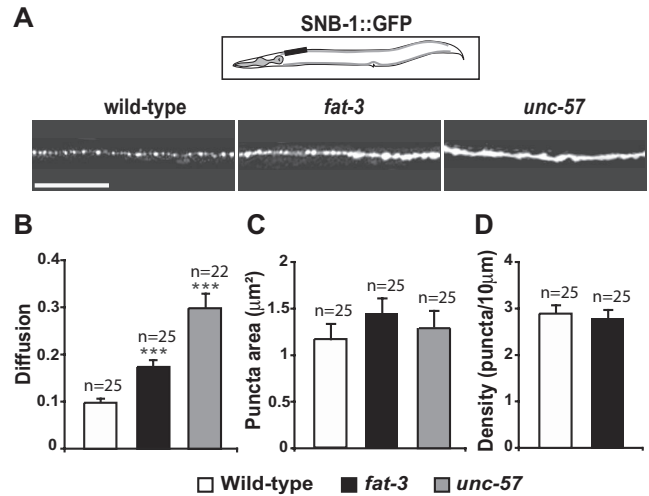 A
SNB-1::GFP
wild-type fat-3 unc-57
B
Diffusion
0.4
0.3
0.2
0.1
0
n=25
n=25
***
n=22
***
C
Puncta area (μm²)
2
1.5
1
0.5
0
n=25
n=25
n=25
D
Density (puncta/10μm)
4
3
2
1
0
n=25
n=25
Wild-type fat-3 unc-57